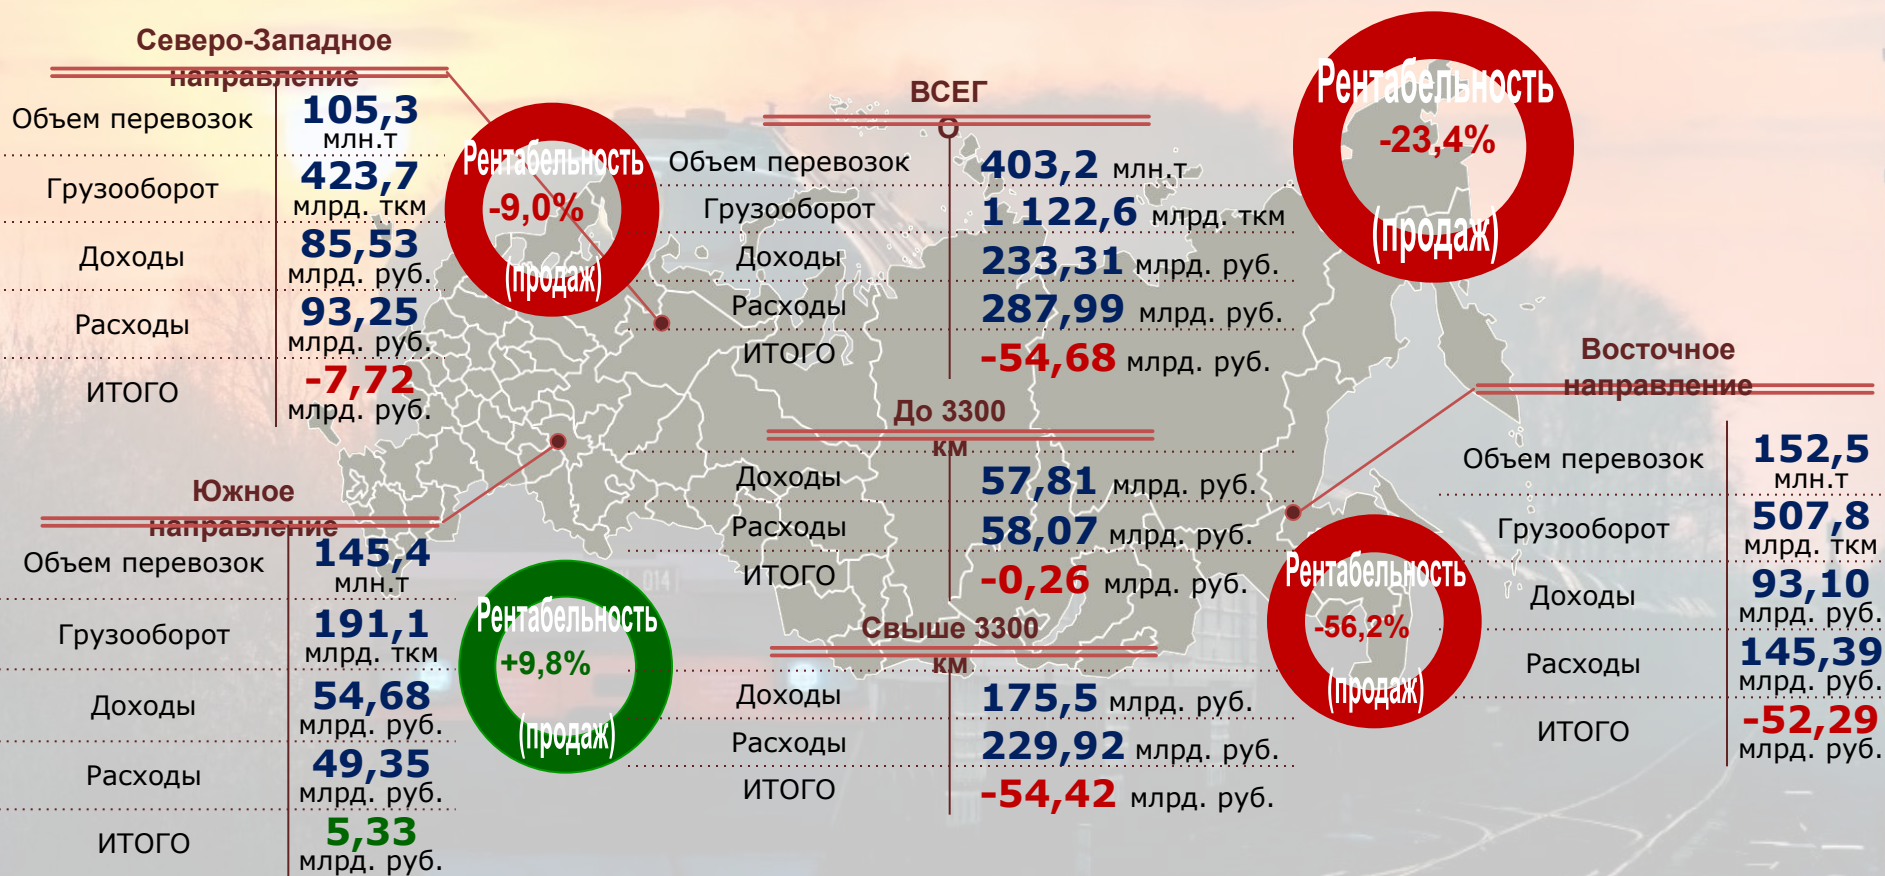 Северо-Западное
направление
Объем перевозок
105,3
млн.т
Грузооборот
423,7
млрд. ткм
Доходы
85,53
млрд. руб.
Расходы
93,25
млрд. руб.
ИТОГО
-7,72
млрд. руб.
Рентабельность
-9,0%
(продаж)
Южное
направление
Объем перевозок
145,4
млн.т
Грузооборот
191,1
млрд. ткм
Доходы
54,68
млрд. руб.
Расходы
49,35
млрд. руб.
ИТОГО
5,33
млрд. руб.
Рентабельность
+9,8%
(продаж)
014
ВСЕГ
О
Объем перевозок 403,2 млн.т
Грузооборот 1 122,6 млрд. ткм
Доходы 233,31 млрд. руб.
Расходы 287,99 млрд. руб.
ИТОГО -54,68 млрд. руб.
До 3300
км
Доходы 57,81 млрд. руб.
Расходы 58,07 млрд. руб.
ИТОГО -0,26 млрд. руб.
Свыше 3300
км
Доходы 175,5 млрд. руб.
Расходы 229,92 млрд. руб.
ИТОГО -54,42 млрд. руб.
Рентабельность
-23,4%
(продаж)
Восточное
направление
Объем перевозок
152,5
млн.т
Грузооборот
507,8
млрд. ткм
Доходы
93,10
млрд. руб.
Расходы
145,39
млрд. руб.
ИТОГО
-52,29
млрд. руб.
Рентабельность
-56,2%
(продаж)